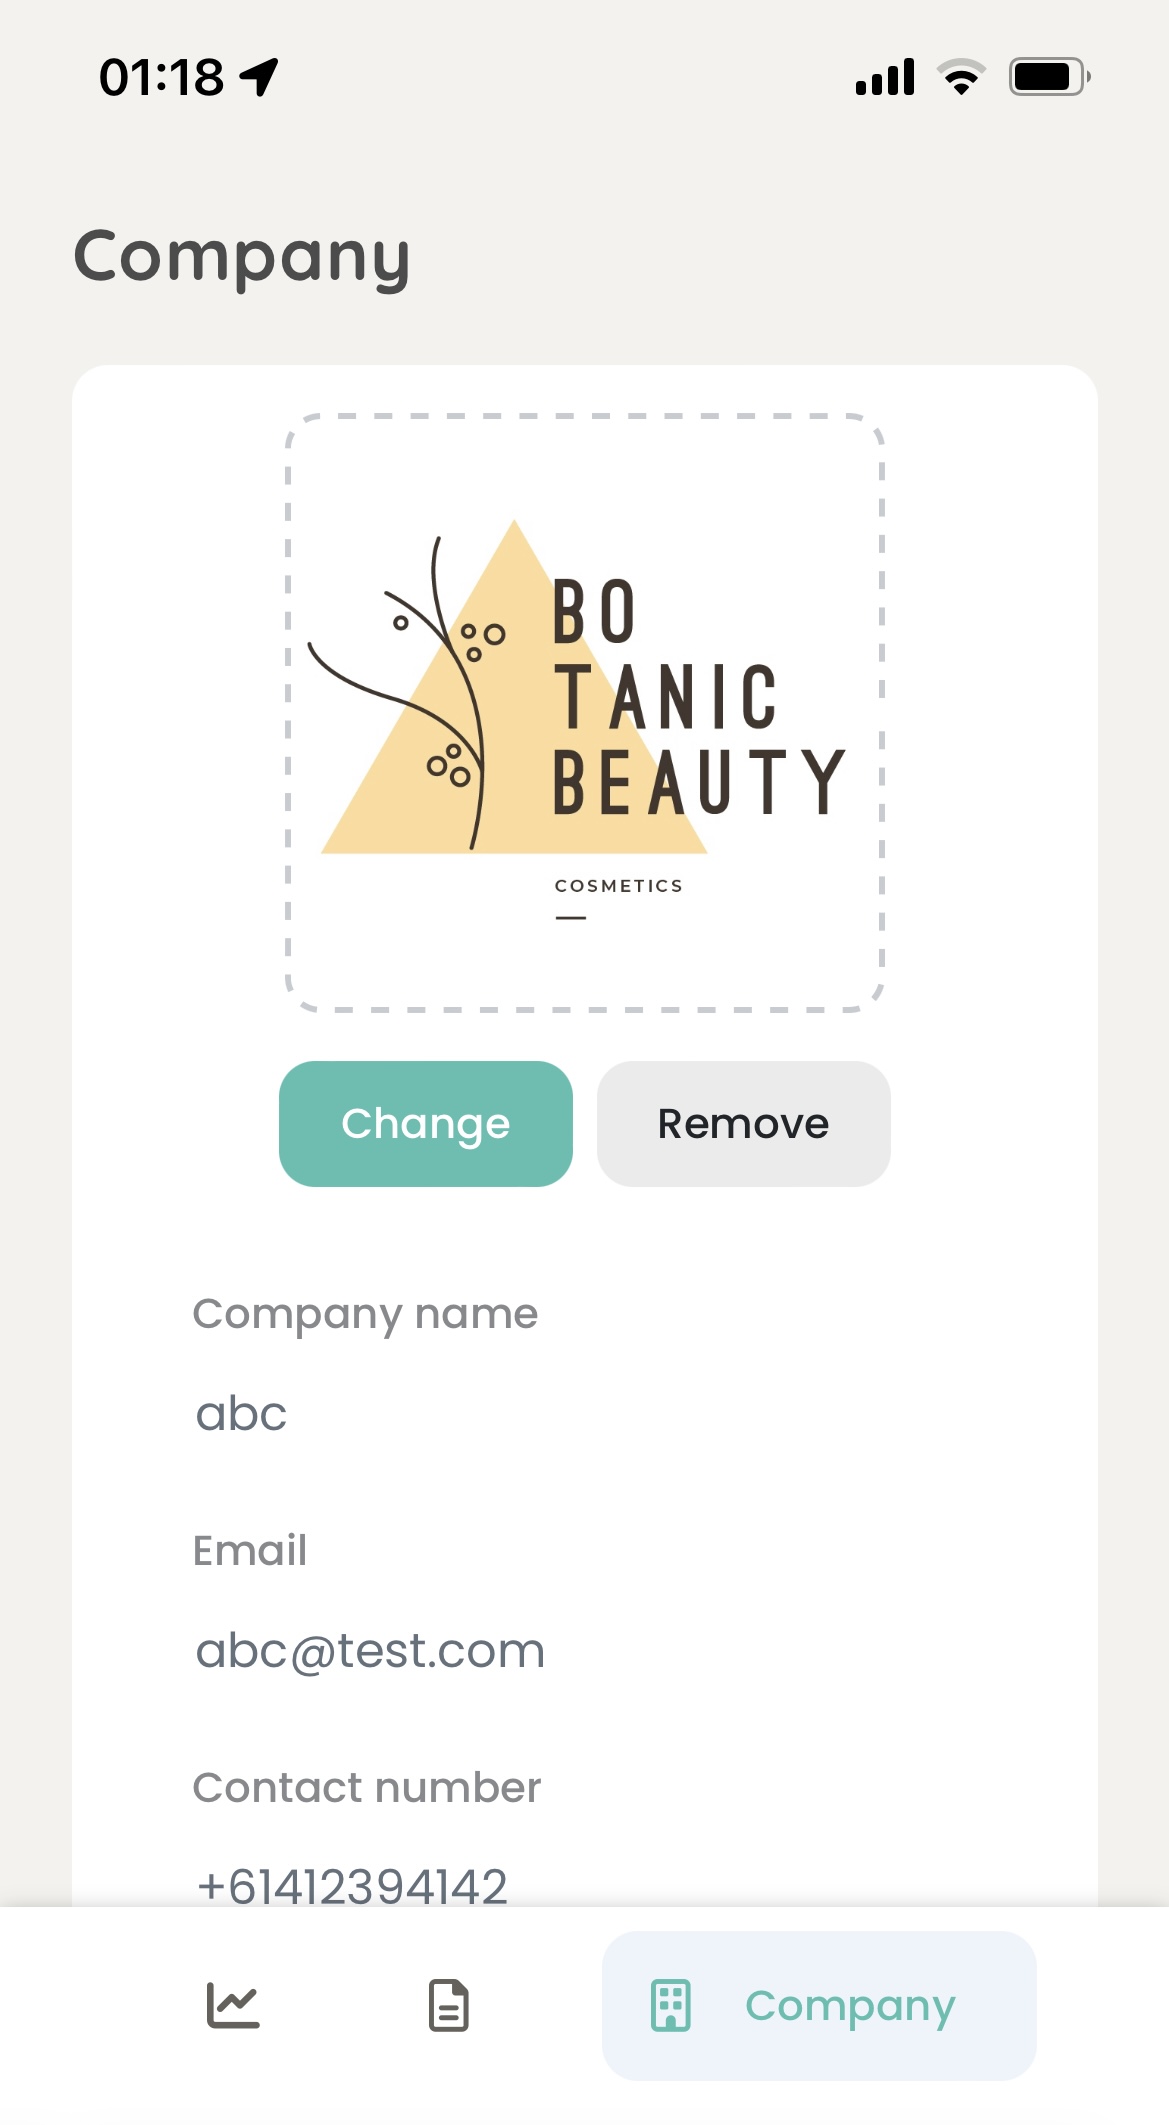 01:18
Company
BO
TANIC
BEAUTY
COSMETICS
Change
Remove
Company name
abc
Email
abc@test.com
Contact number
+61412394142
Company